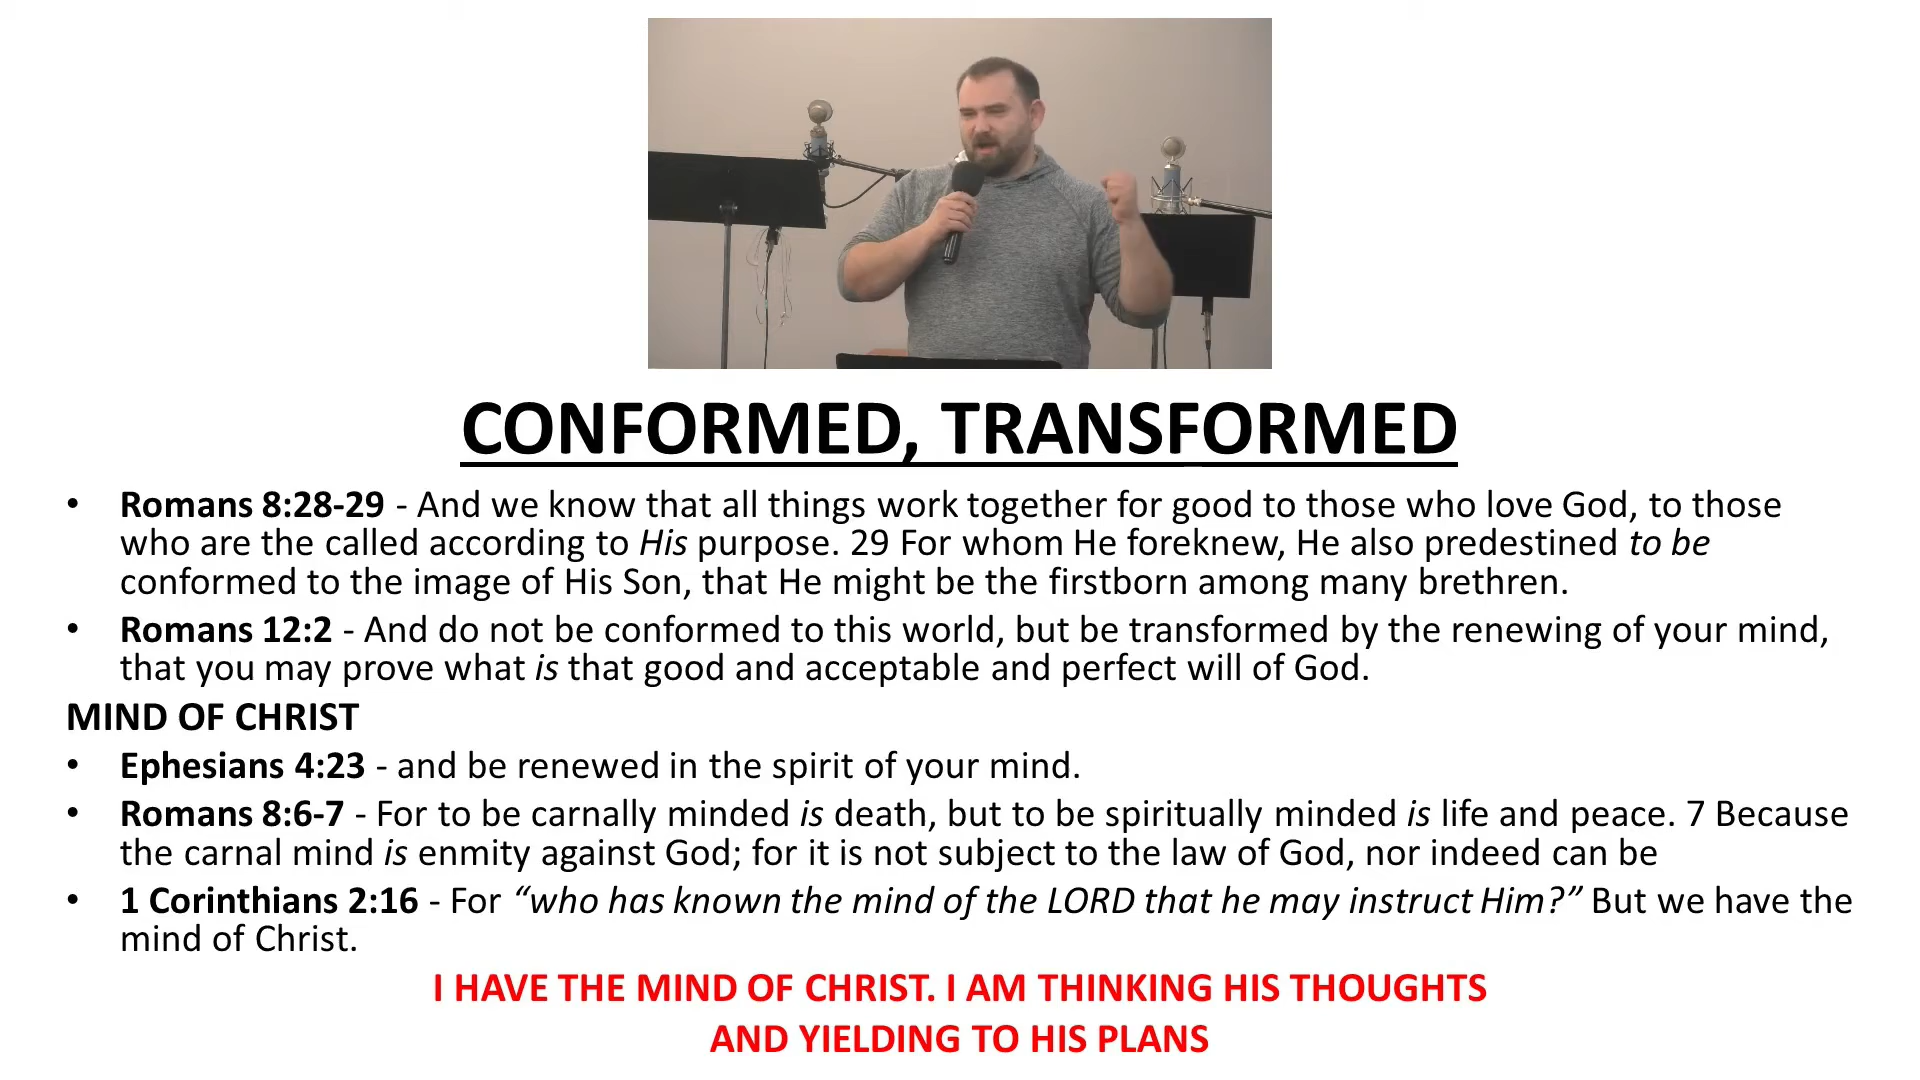 CONFORMED, TRANSFORMED
• Romans 8:28-29 - And we know that all things work together for good to those who love God, to those
who are the called according to His purpose. 29 For whom He foreknew, He also predestined to be
conformed to the image of His Son, that He might be the firstborn among many brethren.
• Romans 12:2 - And do not be conformed to this world, but be transformed by the renewing of your mind,
that you may prove what is that good and acceptable and perfect will of God.
MIND OF CHRIST
• Ephesians 4:23 - and be renewed in the spirit of your mind.
• Romans 8:6-7 - For to be carnally minded is death, but to be spiritually minded is life and peace. 7 Because
the carnal mind is enmity against God; for it is not subject to the law of God, nor indeed can be
• 1 Corinthians 2:16 - For “who has known the mind of the LORD that he may instruct Him?” But we have the
mind of Christ.
I HAVE THE MIND OF CHRIST. I AM THINKING HIS THOUGHTS
AND YIELDING TO HIS PLANS